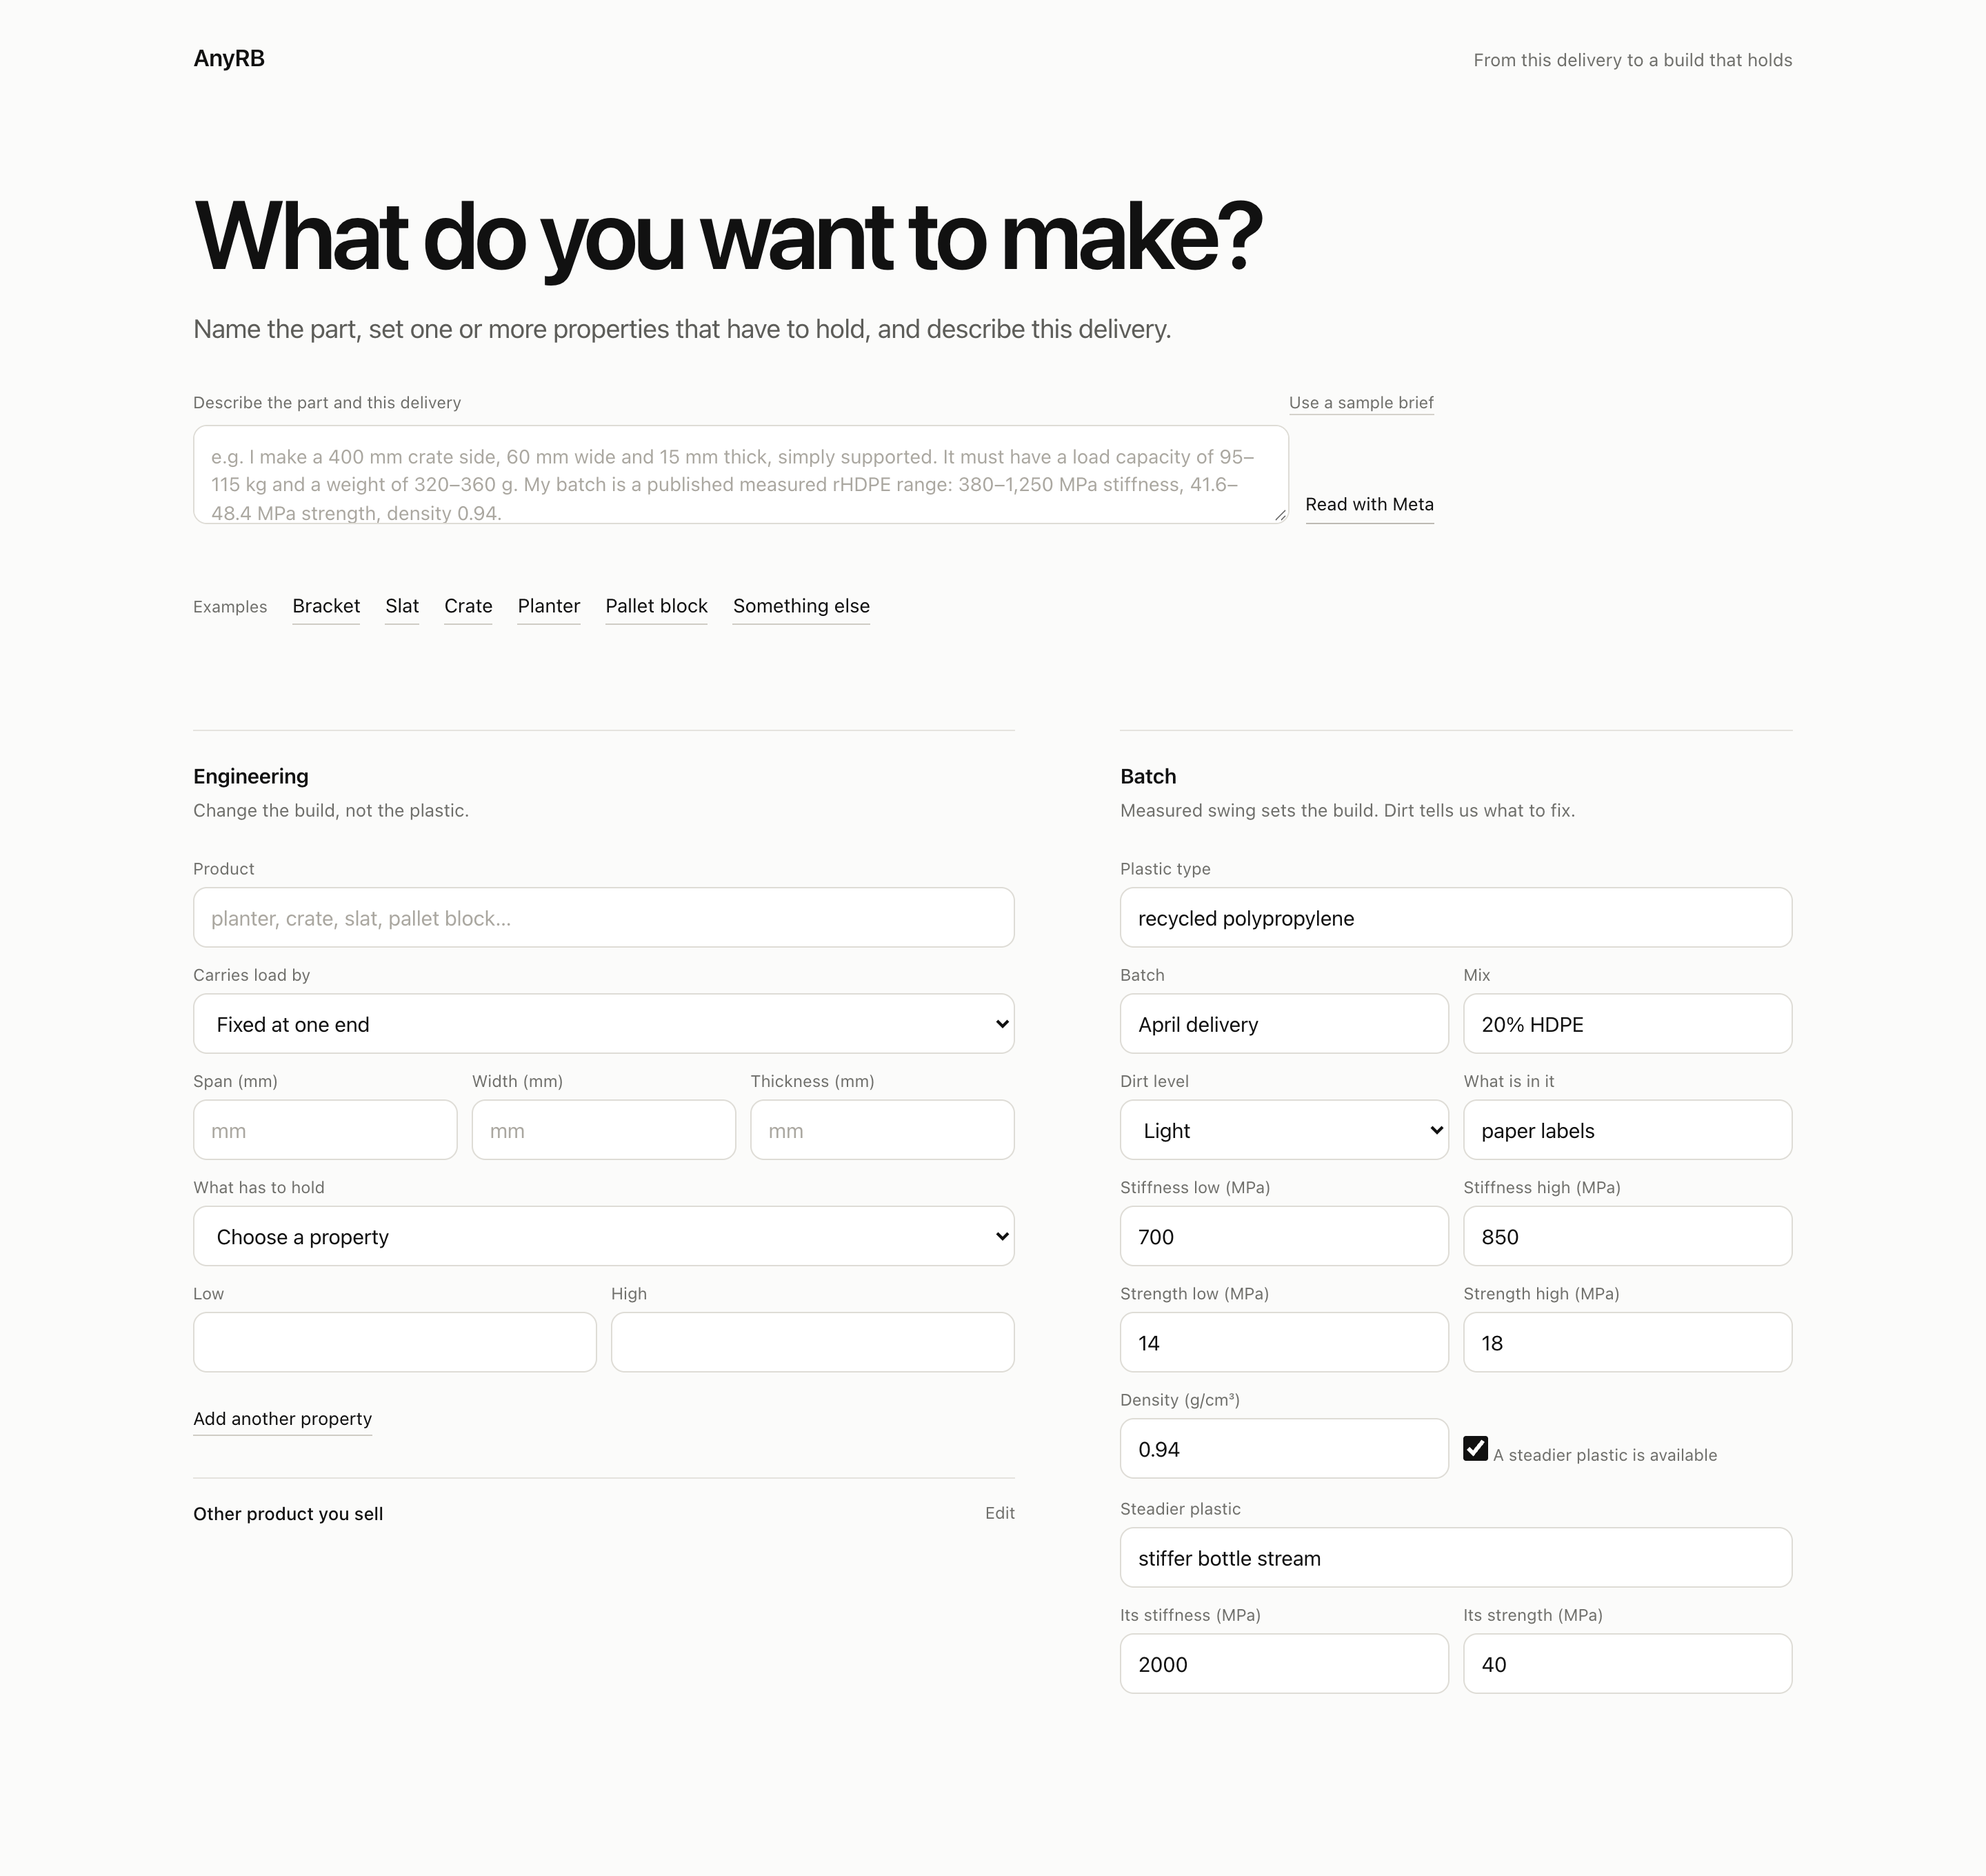 AnyRB
From this delivery to a build that holds
What do you want to make?
Name the part, set one or more properties that have to hold, and describe this delivery.
Describe the part and this delivery
Use a sample brief
e.g. I make a 400 mm crate side, 60 mm wide and 15 mm thick, simply supported. It must have a load capacity of 95–
115 kg and a weight of 320–360 g. My batch is a published measured rHDPE range: 380–1,250 MPa stiffness, 41.6–
48.4 MPa strength, density 0.94.
Read with Meta
Examples Bracket Slat Crate Planter Pallet block Something else
Engineering
Change the build, not the plastic.
Product
planter, crate, slat, pallet block...
Carries load by
Fixed at one end
Span (mm) Width (mm) Thickness (mm)
mm mm mm
What has to hold
Choose a property
Low High
Add another property
Other product you sell Edit
Batch
Measured swing sets the build. Dirt tells us what to fix.
Plastic type
recycled polypropylene
Batch Mix
April delivery 20% HDPE
Dirt level What is in it
Light paper labels
Stiffness low (MPa) Stiffness high (MPa)
700 850
Strength low (MPa) Strength high (MPa)
14 18
Density (g/cm³)
0.94 A steadier plastic is available
Steadier plastic
stiffer bottle stream
Its stiffness (MPa) Its strength (MPa)
2000 40